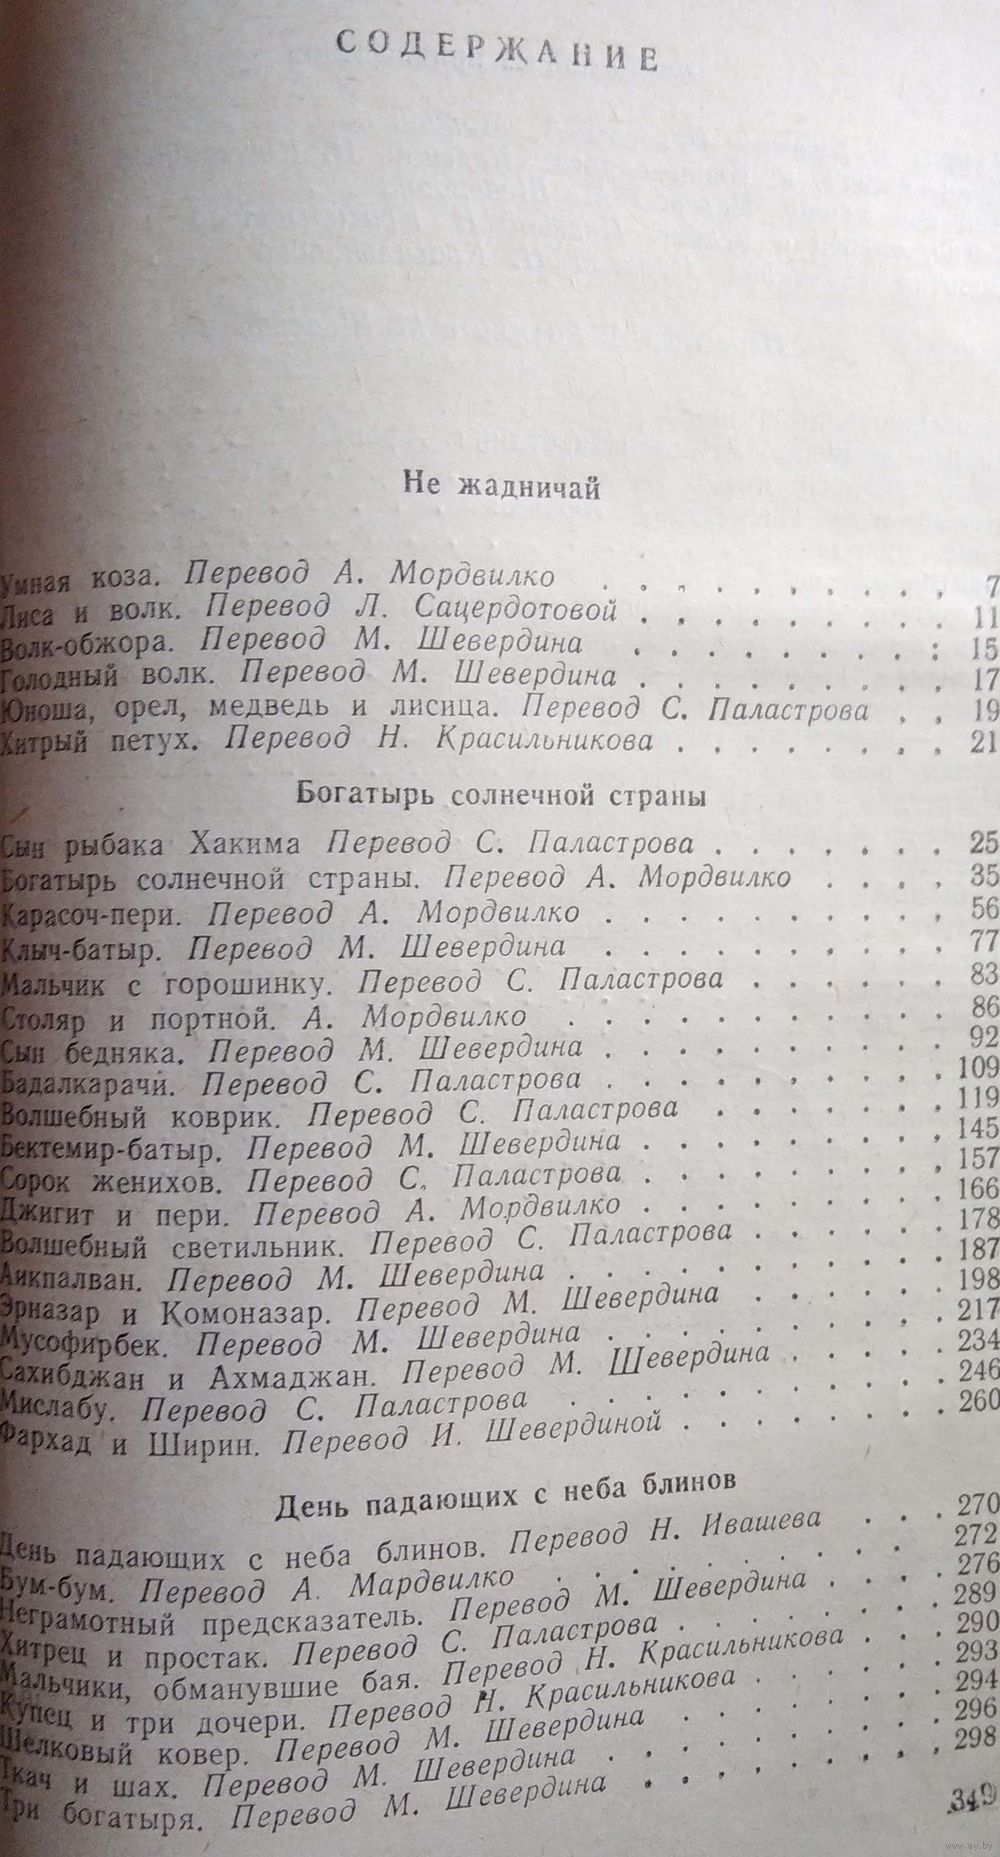 СОДЕРЖАНИЕ
Не жадничай
Умная коза. Перевод А. Мордвилко . . . . . . . . . 7
Лиса и волк. Перевод Л. Сацердотовой . . . . . . . . . 11
Волк-обжора. Перевод М. Шевердина . . . . . . . . : 15
Голодный волк. Перевод М. Шевердина . . . . . . . . . 17
Юноша, орел, медведь и лисица. Перевод С. Паластрова . . 19
Хитрый петух. Перевод Н. Красильникова . . . . . . . . 21
Богатырь солнечной страны
Сын рыбака Хакима Перевод С. Паластрова . . . . . . . 25
Богатырь солнечной страны. Перевод А. Мордвилко . . . . 35
Карасоч-пери. Перевод А. Мордвилко . . . . . . . . . . 56
Клыч-батыр. Перевод М. Шевердина . . . . . . . . . . 77
Мальчик с горошинку. Перевод С. Паластрова . . . . . . 83
Столяр и портной. А. Мордвилко . . . . . . . . . . . 86
Сын бедняка. Перевод М. Шевердина . . . . . . . . . . 92
Бадалкарачи. Перевод С. Паластрова . . . . . . . . . . 109
Волшебный коврик. Перевод С. Паластрова . . . . . . . 119
Бектемир-батыр. Перевод М. Шевердина . . . . . . . . . 145
Сорок женихов. Перевод С. Паластрова . . . . . . . . . 157
Джигит и пери. Перевод А. Мордвилко . . . . . . . . . 166
Волшебный светильник. Перевод С. Паластрова . . . . . . 178
Аикпалван. Перевод М. Шевердина . . . . . . . . . . . 187
Эрназар и Комоназар. Перевод М. Шевердина . . . . . . 198
Мусофирбек. Перевод М. Шевердина . . . . . . . . . . 217
Сахибджан и Ахмаджан. Перевод М. Шевердина . . . . . 234
Мислабу. Перевод С. Паластрова . . . . . . . . . . 246
Фархад и Ширин. Перевод И. Шевердиной . . . . . . . . 260
День падающих с неба блинов
День падающих с неба блинов. Перевод Н. Ивашева . . . 270
Бум-бум. Перевод А. Мардвилко . . . . . . . . . . . 272
Неграмотный предсказатель. Перевод М. Шевердина . . . . 276
Хитрец и простак. Перевод С. Паластрова . . . . . . . . 289
Мальчики, обманувшие бая. Перевод Н. Красильникова . . . 290
Купец и три дочери. Перевод Н. Красильникова . . . . . . 293
Шелковый ковер. Перевод М. Шевердина . . . . . . . . 294
Ткач и шах. Перевод М. Шевердина . . . . . . . . . . 296
Три богатыря. Перевод М. Шевердина . . . . . . . . . 298
349
www.ay.by